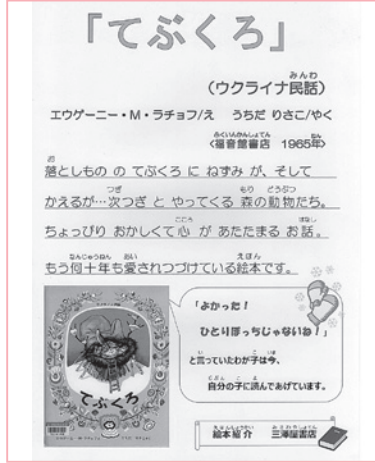 「てぶくろ」
(ウクライナ民話)
エウゲーニー・M・ラチョフ/え うちだ りさこ/やく
〈福音館書店 1965年〉
落としもの の てぶくろ に ねずみ が、そして
かえるが…次つぎ と やってくる 森の動物たち。
ちょっぴり おかしくて 心 が あたたまる お話。
もう何十年も愛されつづけている絵本です。
「よかった!
ひとりぼっちじゃないね!」
と言っていたわが子は今、
自分の子に読んであげています。
てぶくろ
絵本紹介 三澤屋書店